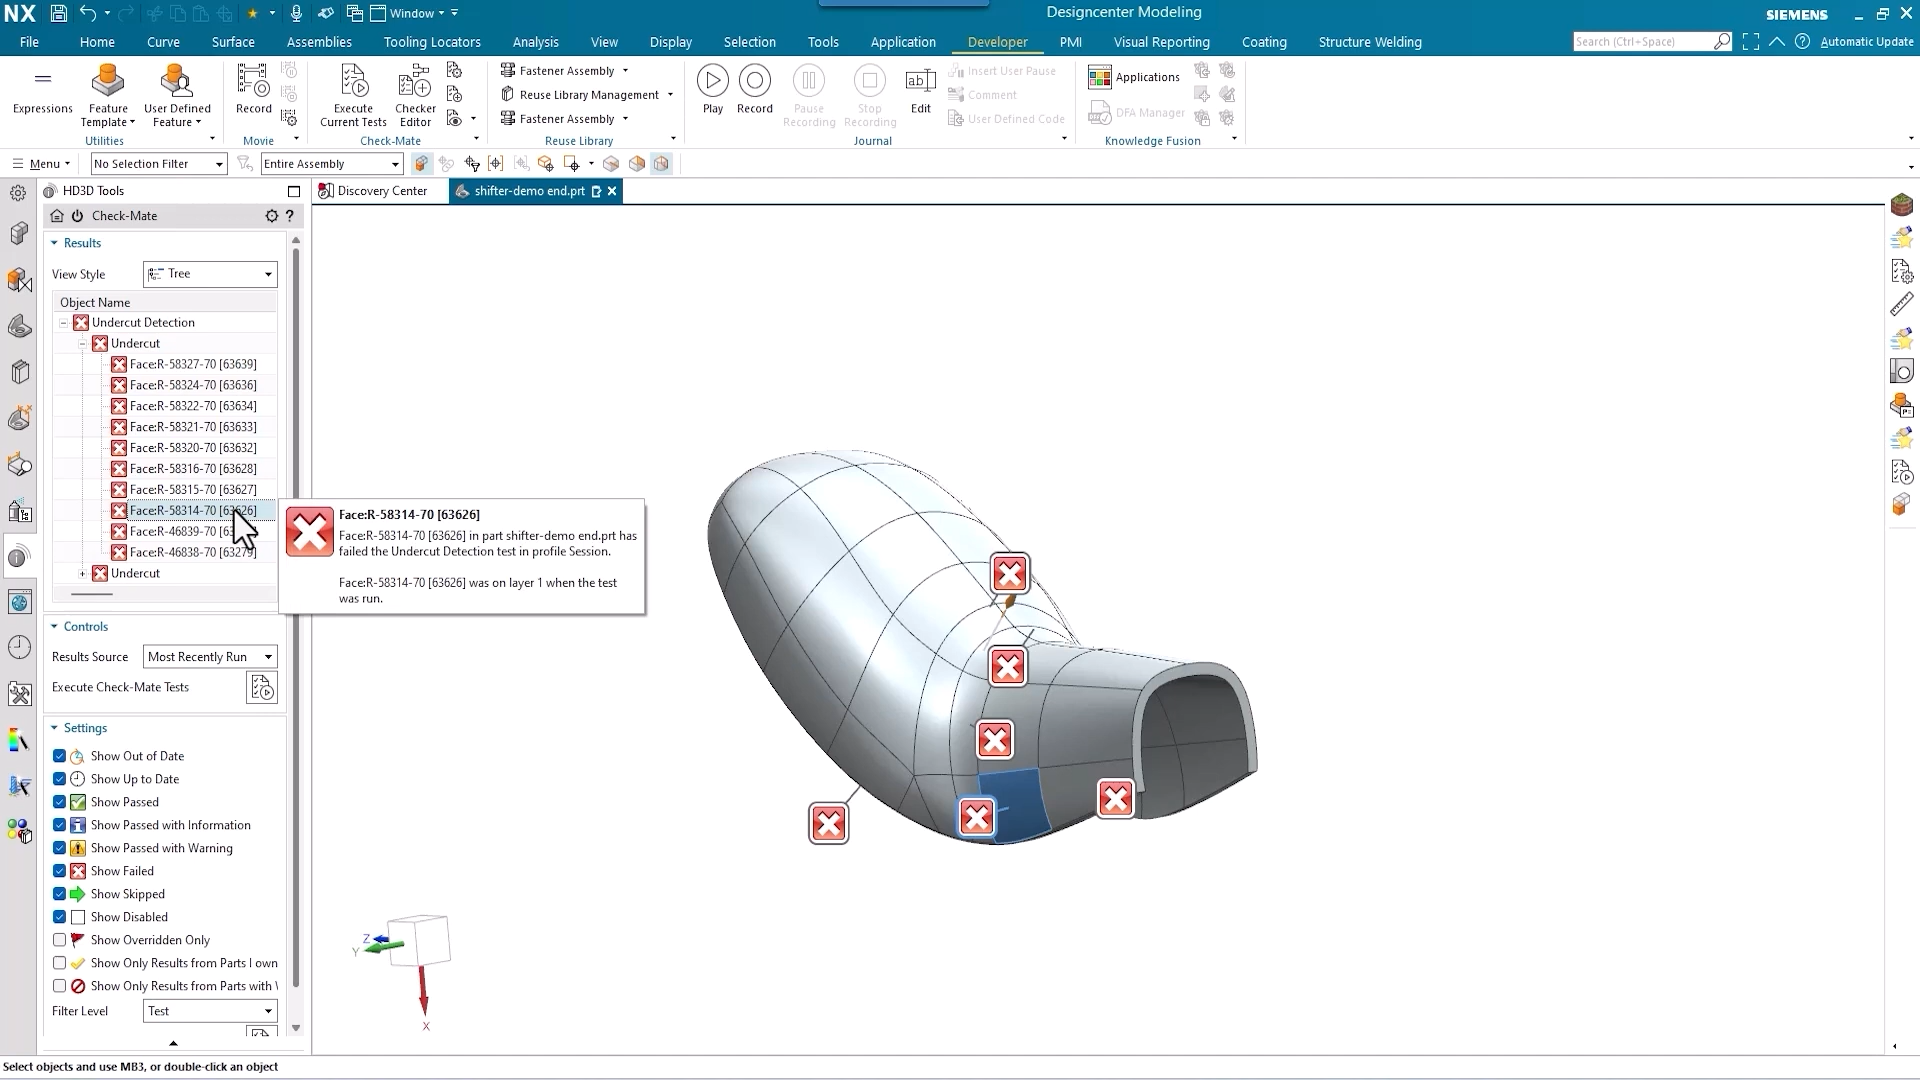 NX
Window
Designcenter Modeling
SIEMENS
File
Home
Curve
Surface
Assemblies
Tooling Locators
Analysis
View
Display
Selection
Tools
Application
Developer
PMI
Visual Reporting
Coating
Structure Welding
Search (Ctrl+Space)
Automatic Update
Expressions
Feature
Template
User Defined
Feature
Utilities
Record
Movie
Execute
Current Tests
Checker
Editor
Check-Mate
Fastener Assembly
Reuse Library Management
Fastener Assembly
Reuse Library
Play
Record
Pause
Recording
Stop
Recording
Edit
Insert User Pause
Comment
User Defined Code
Journal
Applications
DFA Manager
Knowledge Fusion
Menu
No Selection Filter
Entire Assembly
HD3D Tools
Discovery Center
shifter-demo end.prt
Check-Mate
Results
View Style
Tree
Object Name
Undercut Detection
Undercut
Face:R-58327-70 [63639]
Face:R-58324-70 [63636]
Face:R-58322-70 [63634]
Face:R-58321-70 [63633]
Face:R-58320-70 [63632]
Face:R-58316-70 [63628]
Face:R-58315-70 [63627]
Face:R-58314-70 [63626]
Face:R-46839-70
Face:R-46838-70 [63279]
Undercut
Face:R-58314-70 [63626]
Face:R-58314-70 [63626] in part shifter-demo end.prt has
failed the Undercut Detection test in profile Session.
Face:R-58314-70 [63626] was on layer 1 when the test
was run.
Controls
Results Source
Most Recently Run
Execute Check-Mate Tests
Settings
Show Out of Date
Show Up to Date
Show Passed
Show Passed with Information
Show Passed with Warning
Show Failed
Show Skipped
Show Disabled
Show Overridden Only
Show Only Results from Parts I own
Show Only Results from Parts with
Filter Level
Test
Z
Y
X
Select objects and use MB3, or double-click an object